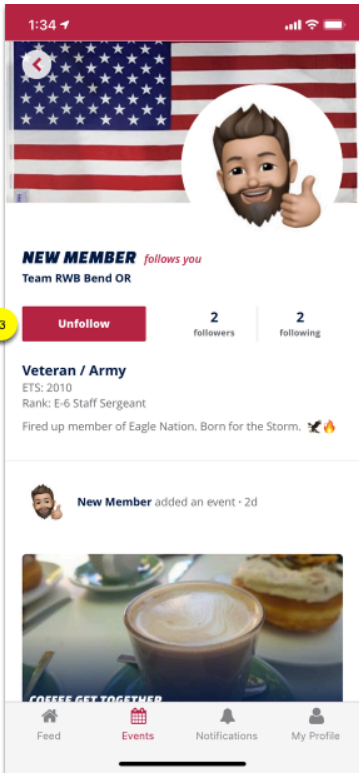 1:34
NEW MEMBER follows you
Team RWB Bend OR
3
Unfollow
2
followers
2
following
Veteran / Army
ETS: 2010
Rank: E-6 Staff Sergeant
Fired up member of Eagle Nation. Born for the Storm. 🦅🔥
New Member added an event · 2d
COFFEE GET TOGETHER
Feed
Events
Notifications
My Profile